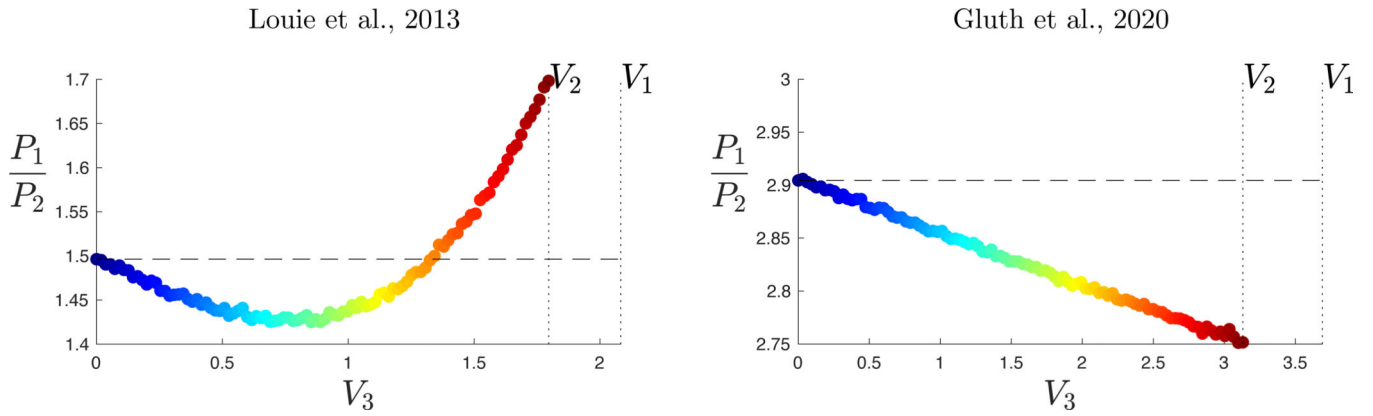 Louie et al., 2013
1.7
1.65
1.6
1.55
1.5
1.45
1.4
P₁
P₂
V₂
V₁
0
0.5
1
1.5
2
V₃
Gluth et al., 2020
3
2.95
2.9
2.85
2.8
2.75
P₁
P₂
V₂
V₁
0
0.5
1
1.5
2
2.5
3
3.5
V₃